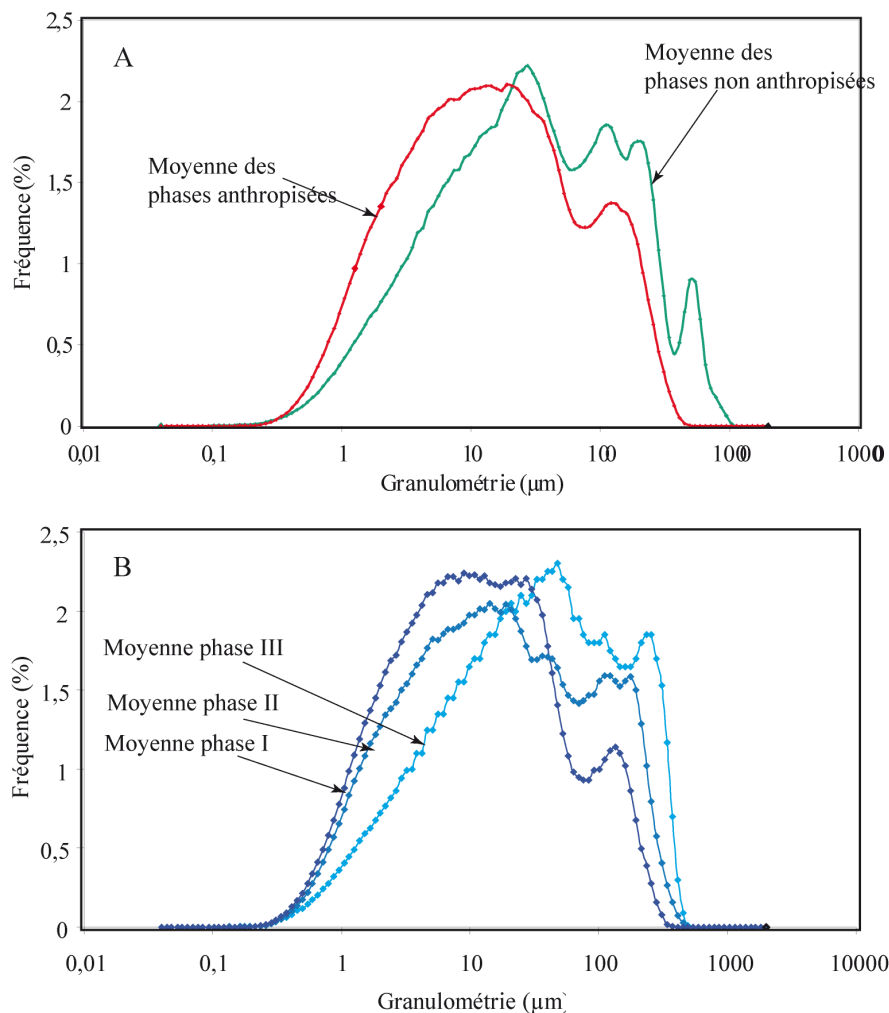 A
2,5
2
1,5
1
0,5
0
Fréquence (%)
Moyenne des
phases non anthropisées
Moyenne des
phases anthropisées
0,01
0,1
1
10
100
1000
10000
Granulométrie (µm)
B
2,5
2
1,5
1
0,5
0
Fréquence (%)
Moyenne phase III
Moyenne phase II
Moyenne phase I
0,01
0,1
1
10
100
1000
10000
Granulométrie (µm)